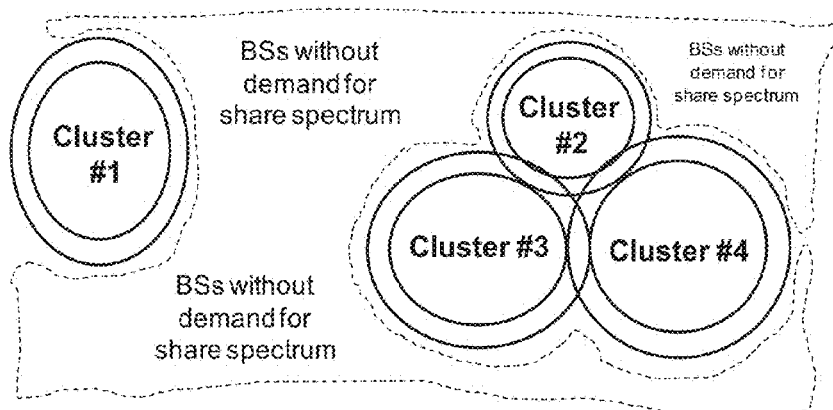 BSs without
demand for
share spectrum
BSs without
demand for
share spectrum
Cluster
#1
Cluster
#2
Cluster #3
Cluster #4
BSs without
demand for
share spectrum